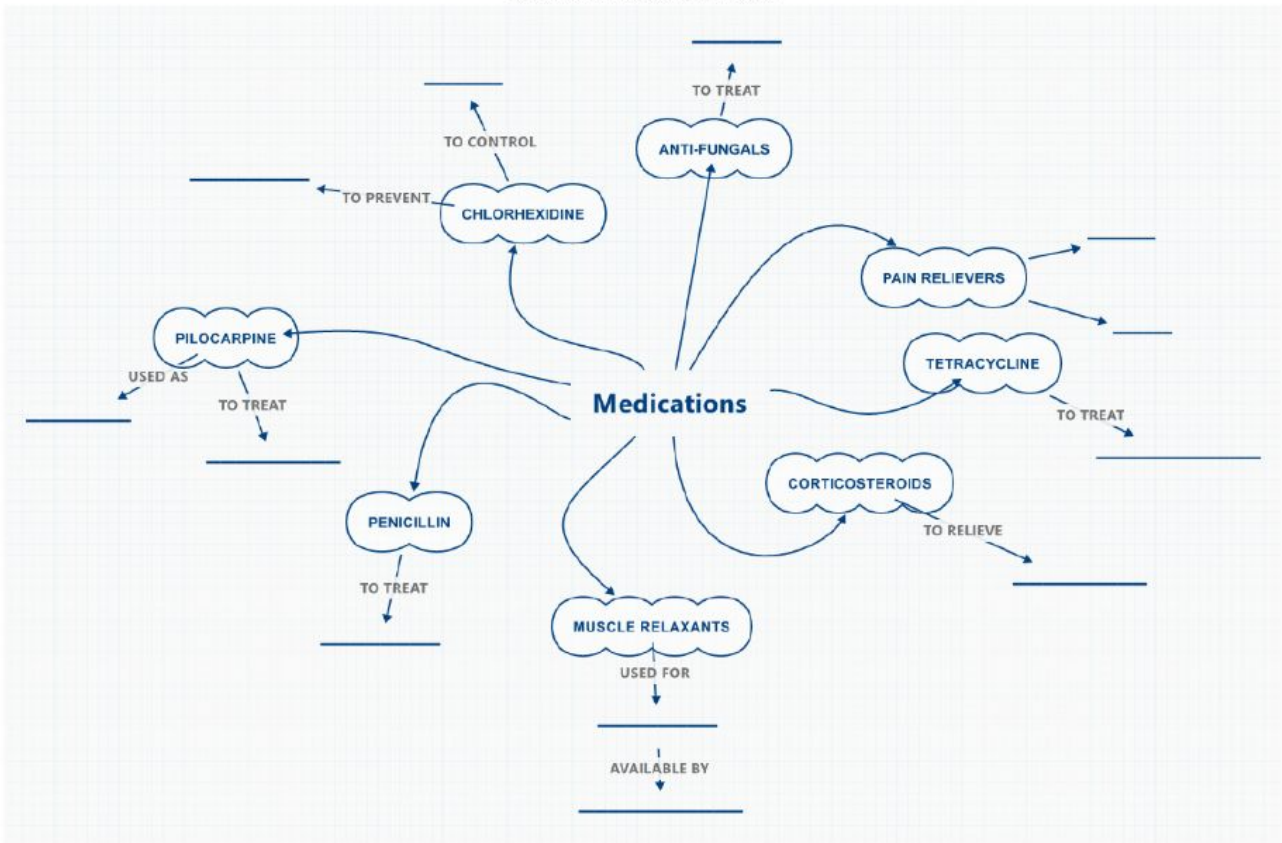 TO TREAT
ANTI-FUNGALS
TO CONTROL
TO PREVENT
CHLORHEXIDINE
PAIN RELIEVERS
PILOCARPINE
USED AS
TO TREAT
TETRACYCLINE
TO TREAT
Medications
CORTICOSTEROIDS
TO RELIEVE
PENICILLIN
TO TREAT
MUSCLE RELAXANTS
USED FOR
AVAILABLE BY